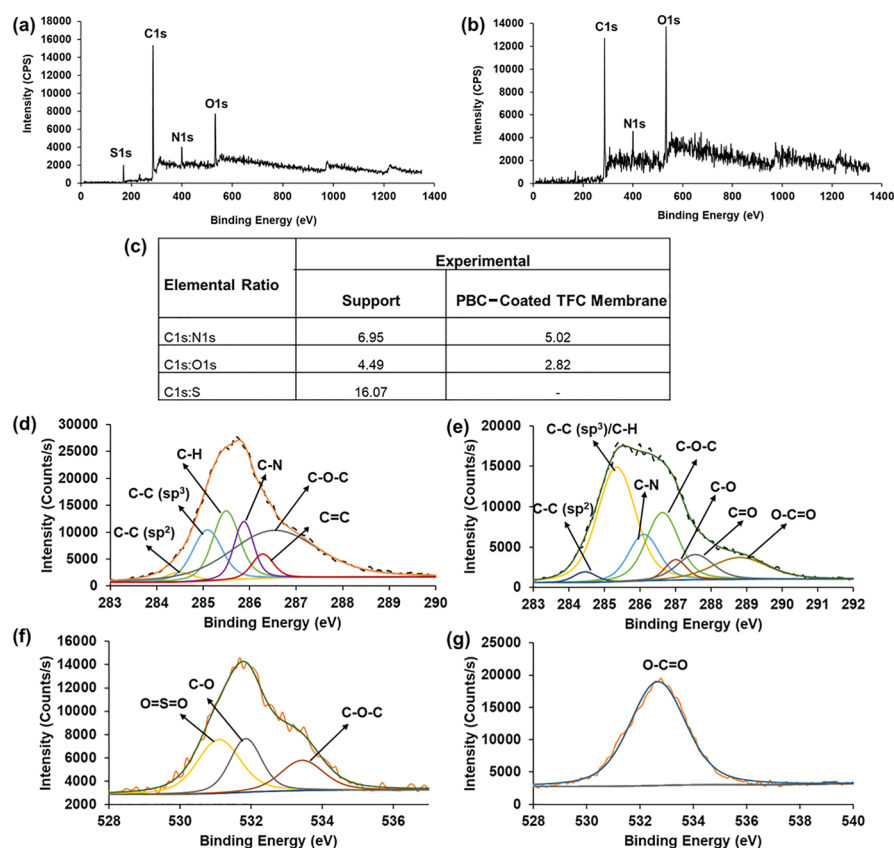 (a)
18000
16000
14000
12000
10000
8000
6000
4000
2000
0
Intensity (CPS)
C1s
S1s
N1s
O1s
0 200 400 600 800 1000 1200 1400
Binding Energy (eV)
(b)
14000
12000
10000
8000
6000
4000
2000
0
Intensity (CPS)
C1s
O1s
N1s
0 200 400 600 800 1000 1200 1400
Binding Energy (eV)
(c)
Elemental Ratio
Experimental
Support
PBC-Coated TFC Membrane
C1s:N1s 6.95 5.02
C1s:O1s 4.49 2.82
C1s:S 16.07 -
(d)
30000
25000
20000
15000
10000
5000
0
Intensity (Counts/s)
C-H
C-N
C-C (sp³)
C-O-C
C-C (sp²)
C=C
283 284 285 286 287 288 289 290
Binding Energy (eV)
(e)
20000
15000
10000
5000
0
Intensity (Counts/s)
C-C (sp³)/C-H
C-O-C
C-N
C-O
C-C (sp²)
C=O
O-C=O
283 284 285 286 287 288 289 290 291 292
Binding Energy (eV)
(f)
16000
14000
12000
10000
8000
6000
4000
2000
Intensity (Counts/s)
C-O
O=S=O
C-O-C
528 530 532 534 536
Binding Energy (eV)
(g)
25000
20000
15000
10000
5000
0
Intensity (Counts/s)
O-C=O
528 530 532 534 536 538 540
Binding Energy (eV)